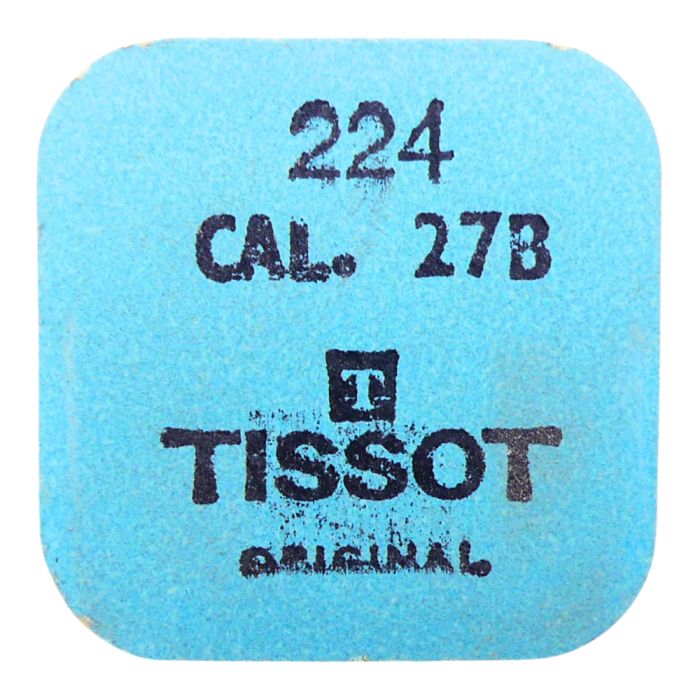 224
CAL. 27B
T
TISSOT
ORIGINAL